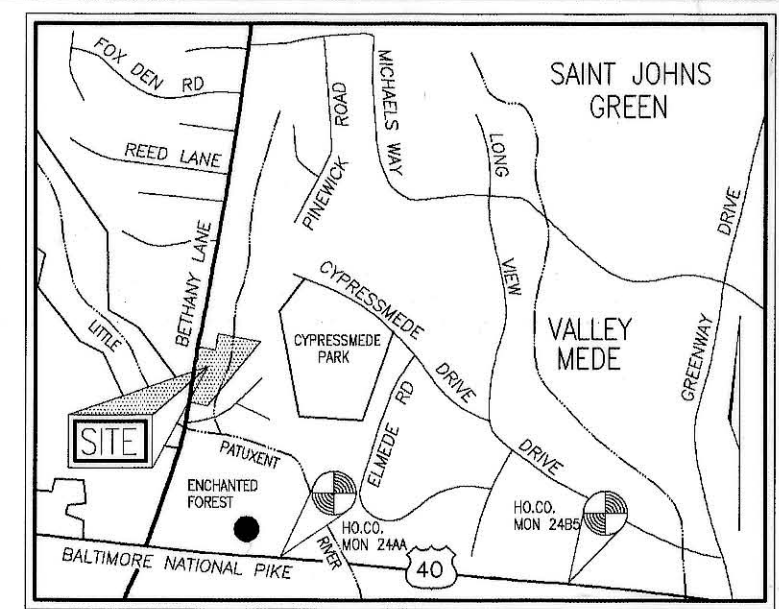 FOX DEN RD
REED LANE
BETHANY LANE
PINEWICK ROAD
MICHAELS WAY
SAINT JOHNS
GREEN
LONG VIEW DRIVE
LITTLE PATUXENT RIVER
CYPRESSMEDE DRIVE
CYPRESSMEDE
PARK
VALLEY
MEDE
GREENWAY DRIVE
SITE
ELMEDE RD
ENCHANTED
FOREST
HO.CO.
MON 24AA
HO.CO.
MON 24B5
BALTIMORE NATIONAL PIKE
40